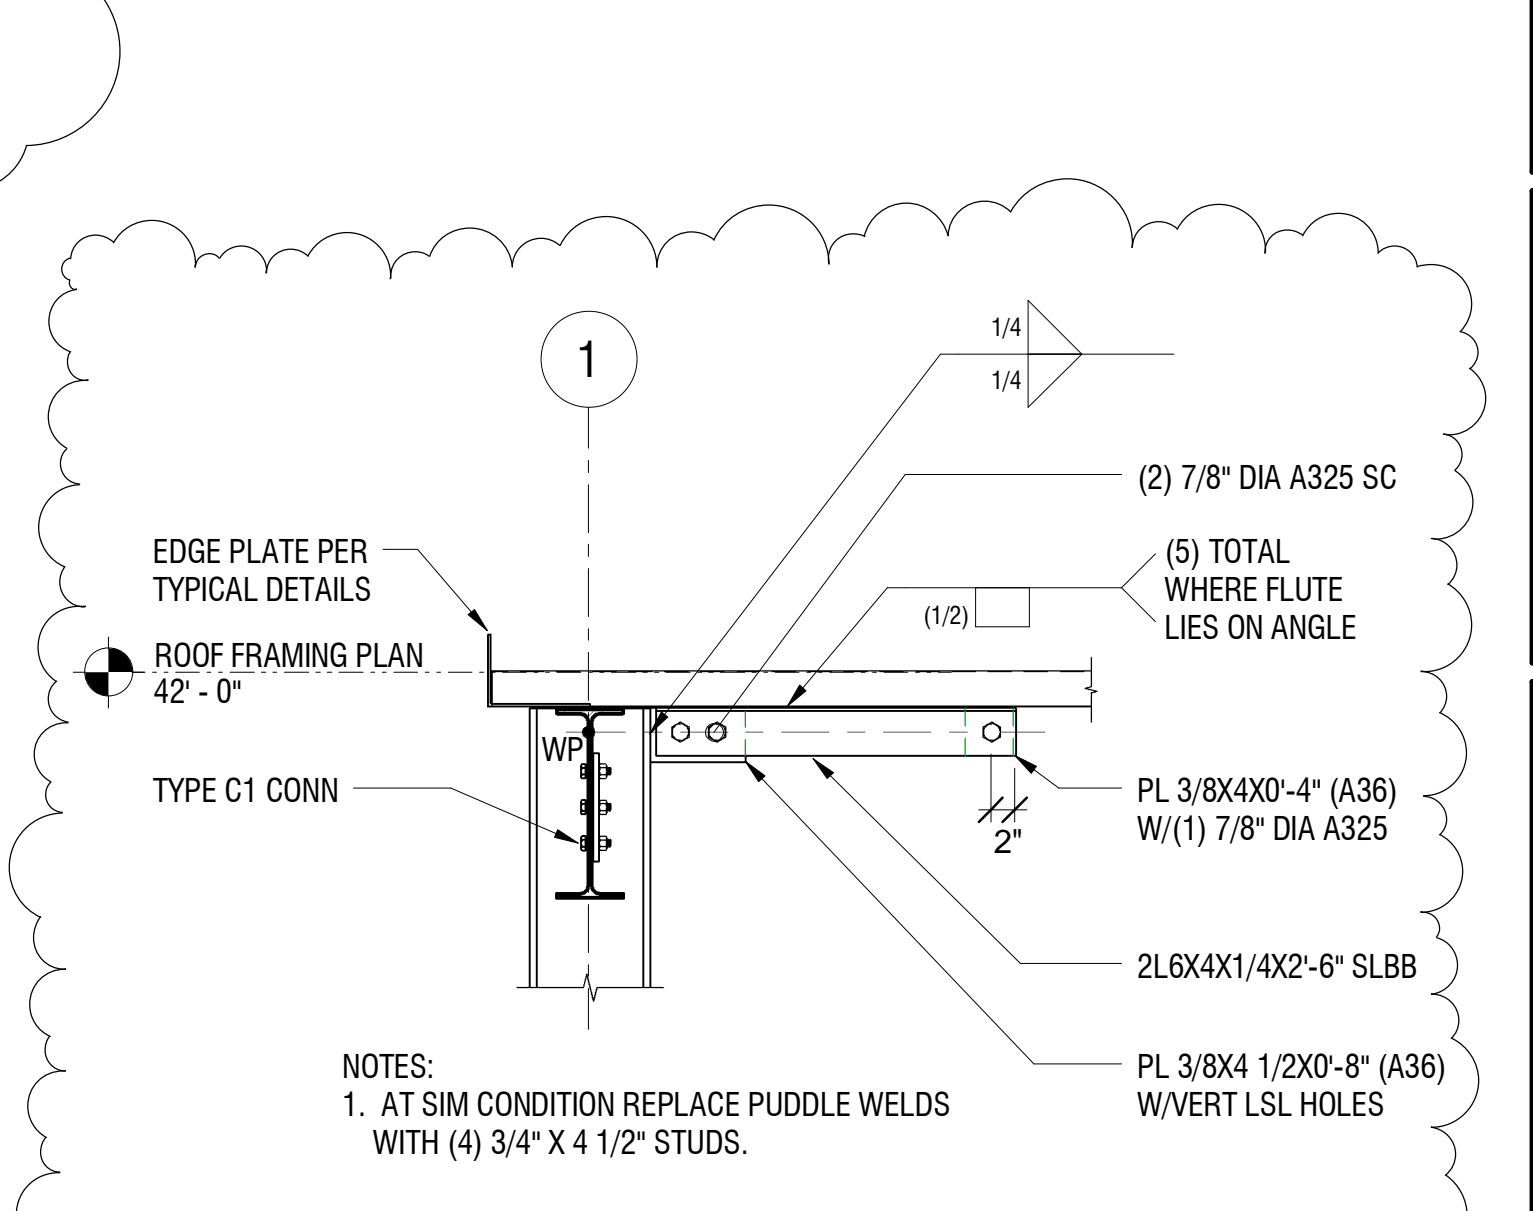 1
1/4
1/4
(2) 7/8" DIA A325 SC
EDGE PLATE PER
TYPICAL DETAILS
(5) TOTAL
WHERE FLUTE
LIES ON ANGLE
(1/2)
ROOF FRAMING PLAN
42' - 0"
WP
TYPE C1 CONN
PL 3/8X4X0'-4" (A36)
W/(1) 7/8" DIA A325
2"
2L6X4X1/4X2'-6" SLBB
PL 3/8X4 1/2X0'-8" (A36)
W/VERT LSL HOLES
NOTES:
1. AT SIM CONDITION REPLACE PUDDLE WELDS
WITH (4) 3/4" X 4 1/2" STUDS.